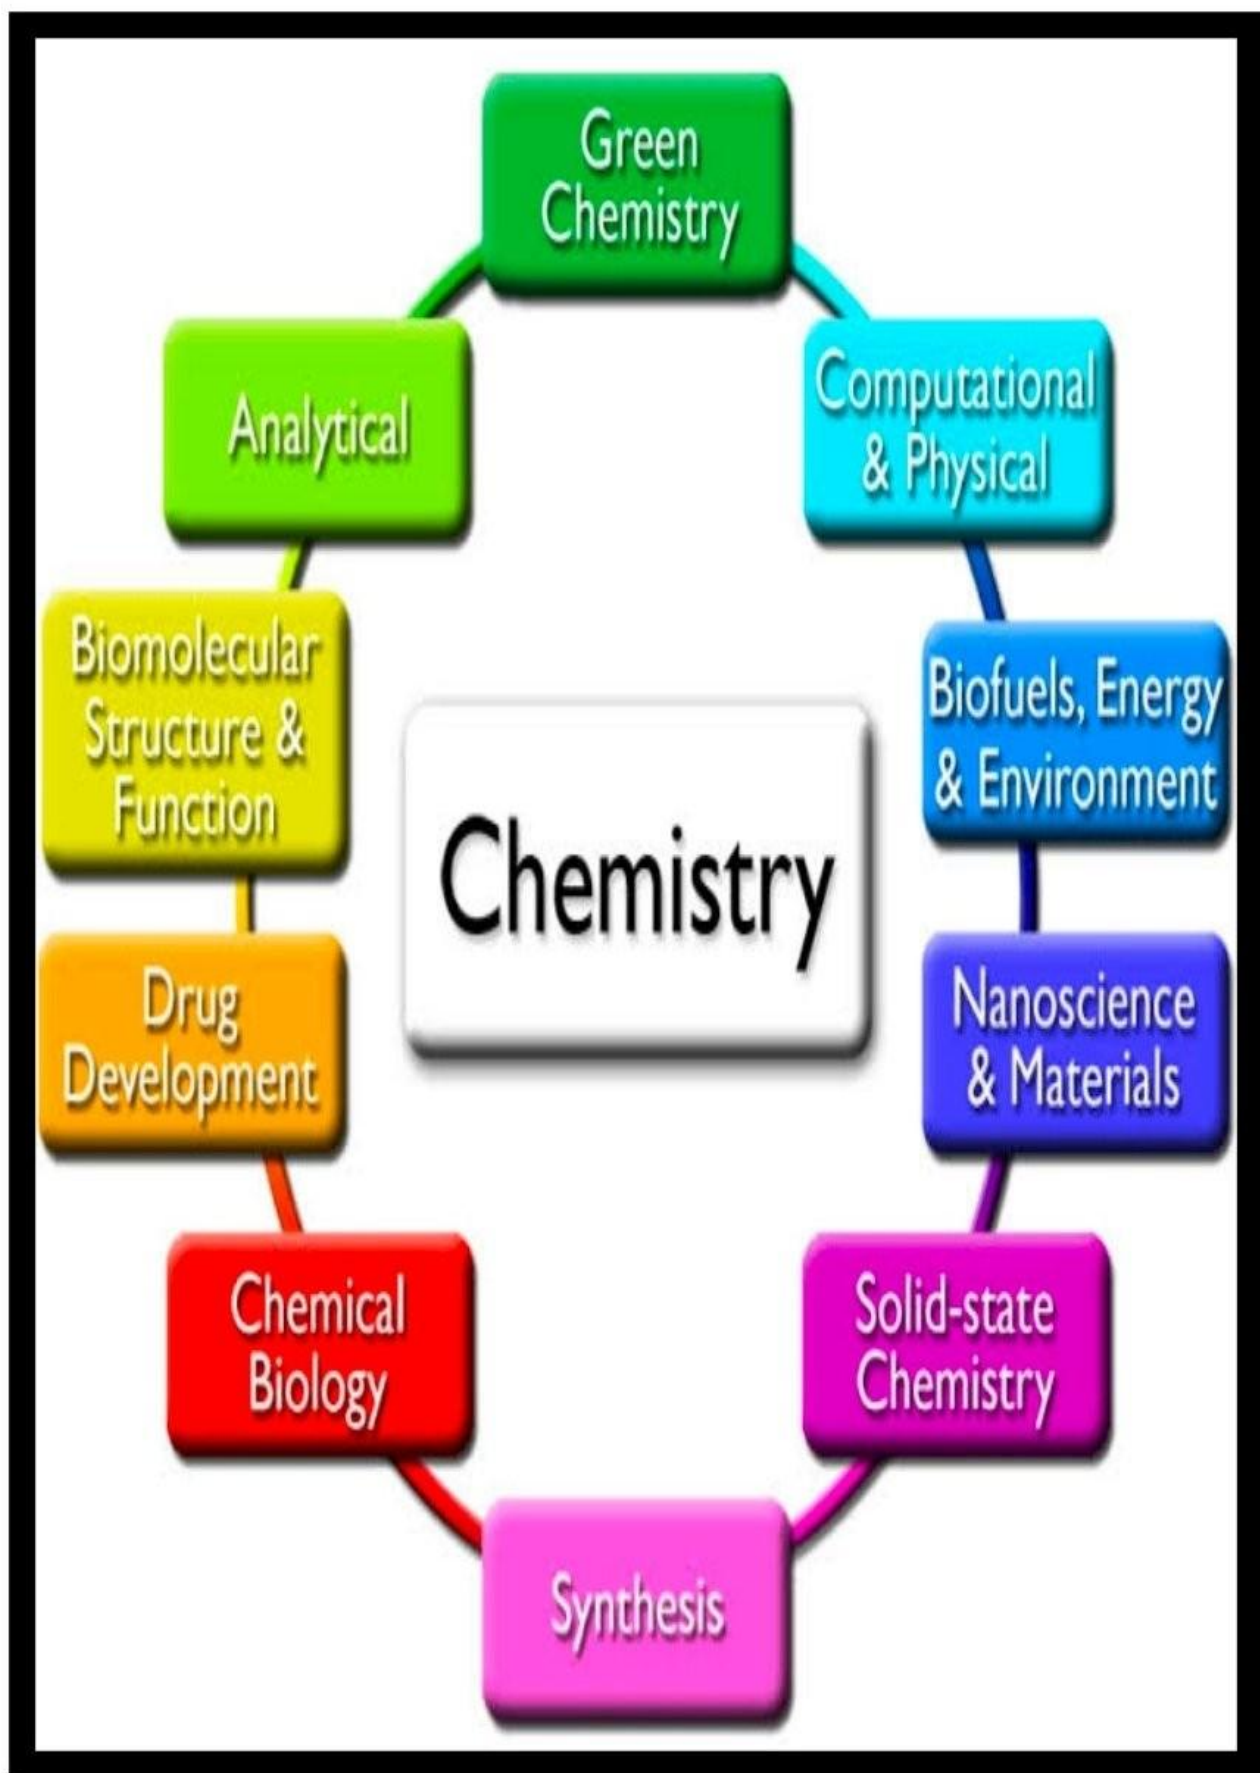 Green
Chemistry
Analytical
Computational
& Physical
Biomolecular
Structure &
Function
Biofuels, Energy
& Environment
Chemistry
Drug
Development
Nanoscience
& Materials
Chemical
Biology
Solid-state
Chemistry
Synthesis